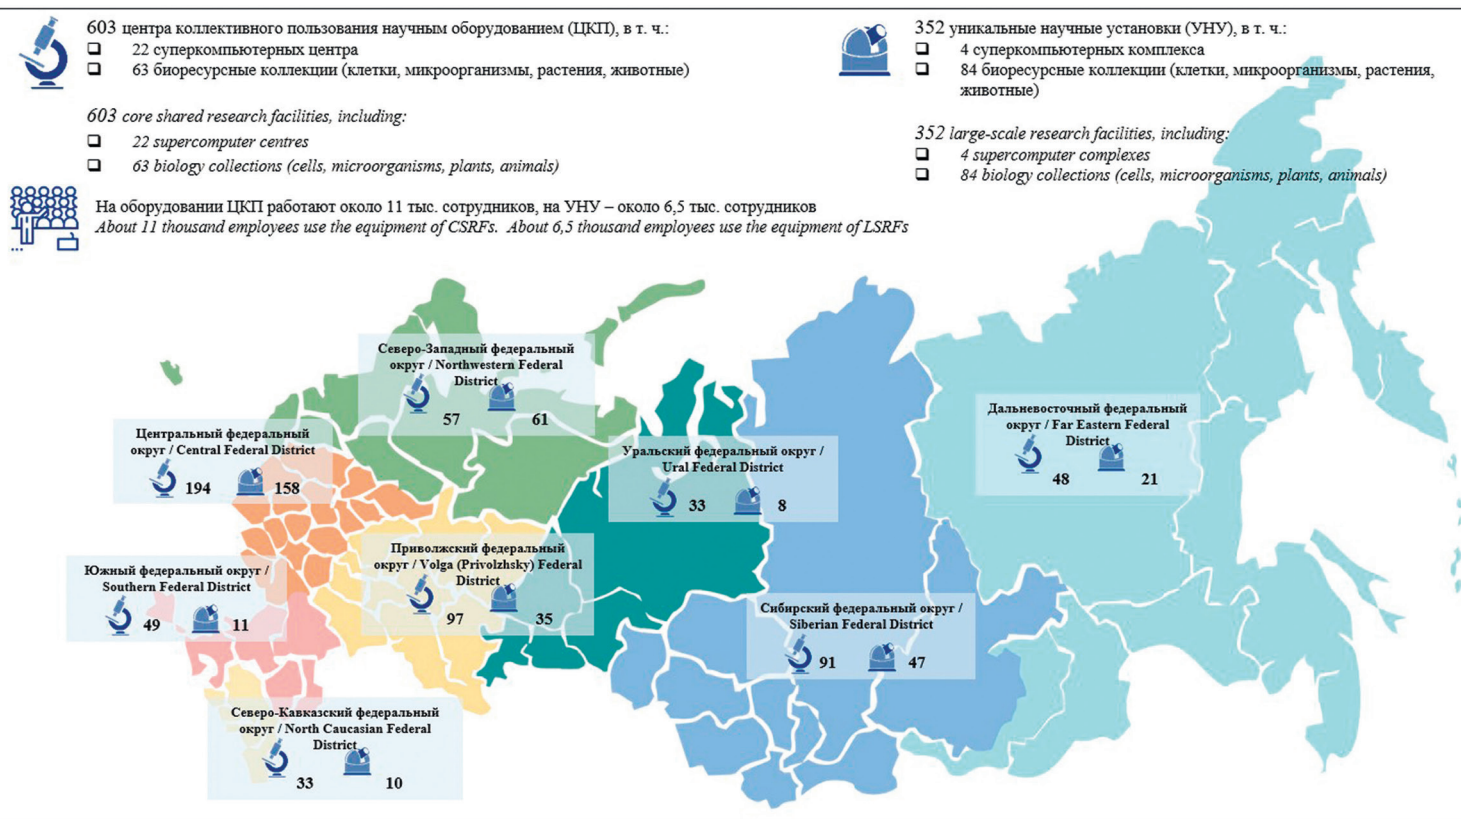 603 центра коллективного пользования научным оборудованием (ЦКП), в т. ч.:
22 суперкомпьютерных центра
63 биоресурсные коллекции (клетки, микроорганизмы, растения, животные)
603 core shared research facilities, including:
22 supercomputer centres
63 biology collections (cells, microorganisms, plants, animals)
352 уникальные научные установки (УНУ), в т. ч.:
4 суперкомпьютерных комплекса
84 биоресурсные коллекции (клетки, микроорганизмы, растения,
животные)
352 large-scale research facilities, including:
4 supercomputer complexes
84 biology collections (cells, microorganisms, plants, animals)
На оборудовании ЦКП работают около 11 тыс. сотрудников, на УНУ – около 6,5 тыс. сотрудников
About 11 thousand employees use the equipment of CSRFs. About 6,5 thousand employees use the equipment of LSRFs
Северо-Западный федеральный
округ / Northwestern Federal
District
57 61
Дальневосточный федеральный
округ / Far Eastern Federal
District
48 21
Центральный федеральный
округ / Central Federal District
194 158
Уральский федеральный округ /
Ural Federal District
33 8
Приволжский федеральный
округ / Volga (Privolzhsky) Federal
District
97 35
Южный федеральный округ /
Southern Federal District
49 11
Сибирский федеральный округ /
Siberian Federal District
91 47
Северо-Кавказский федеральный
округ / North Caucasian Federal
District
33 10